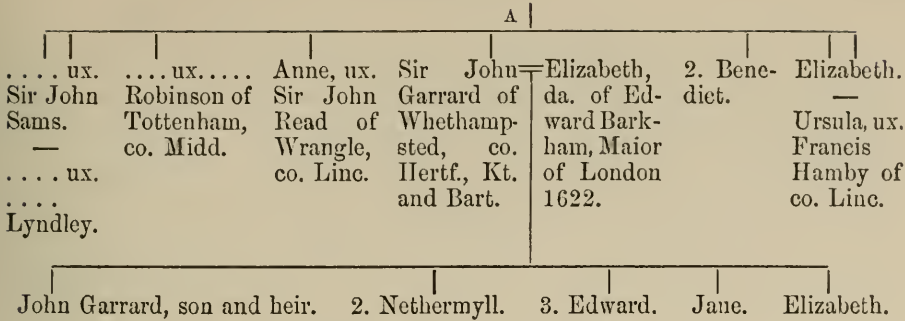 A
. . . . ux.
Sir John
Sams.
—
. . . . ux.
. . . .
Lyndley.
. . . . ux. . . . .
Robinson of
Tottenham,
co. Midd.
Anne, ux.
Sir John
Read of
Wrangle,
co. Linc.
Sir John
Garrard of
Whethamp-
sted, co.
Hertf., Kt.
and Bart.
Elizabeth,
da. of Ed-
ward Bark-
ham, Maior
of London
1622.
2. Bene-
dict.
Elizabeth.
—
Ursula, ux.
Francis
Hamby of
co. Linc.
John Garrard, son and heir. 2. Nethermyll. 3. Edward. Jane. Elizabeth.